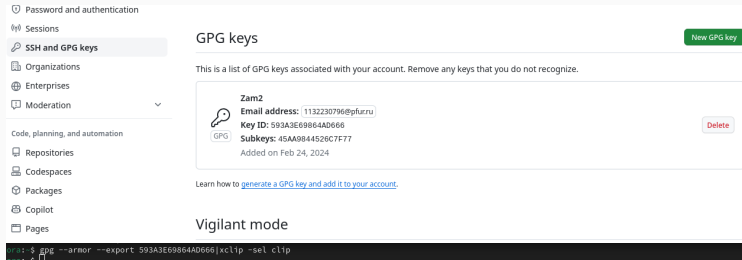 Password and authentication
Sessions
SSH and GPG keys
Organizations
Enterprises
Moderation
Code, planning, and automation
Repositories
Codespaces
Packages
Copilot
Pages
GPG keys
New GPG key
This is a list of GPG keys associated with your account. Remove any keys that you do not recognize.
Zam2
Email address: 1132230796@pfur.ru
Key ID: 593A3E69864AD666
GPG
Subkeys: 45AA9844526C7F77
Added on Feb 24, 2024
Delete
Learn how to generate a GPG key and add it to your account.
Vigilant mode
ora:~$ gpg --armor --export 593A3E69864AD666|xclip -sel clip